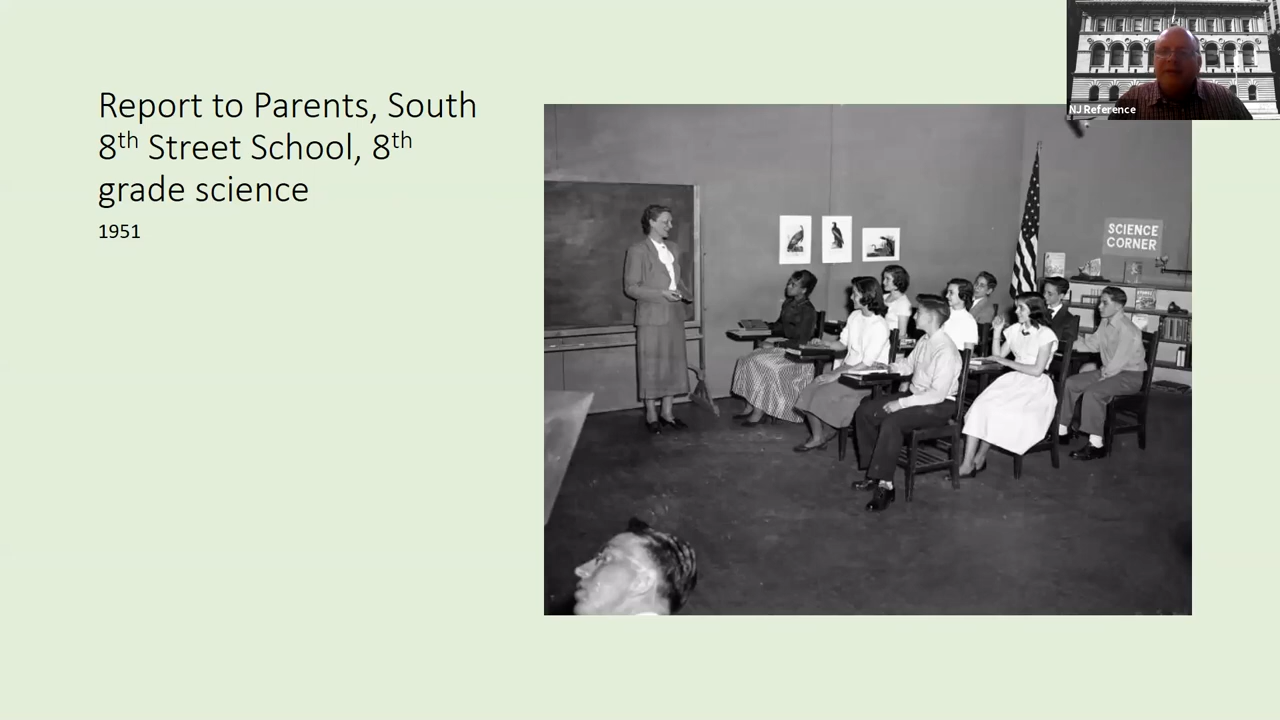 Report to Parents, South
8th Street School, 8th
grade science
1951
SCIENCE
CORNER
NJ Reference